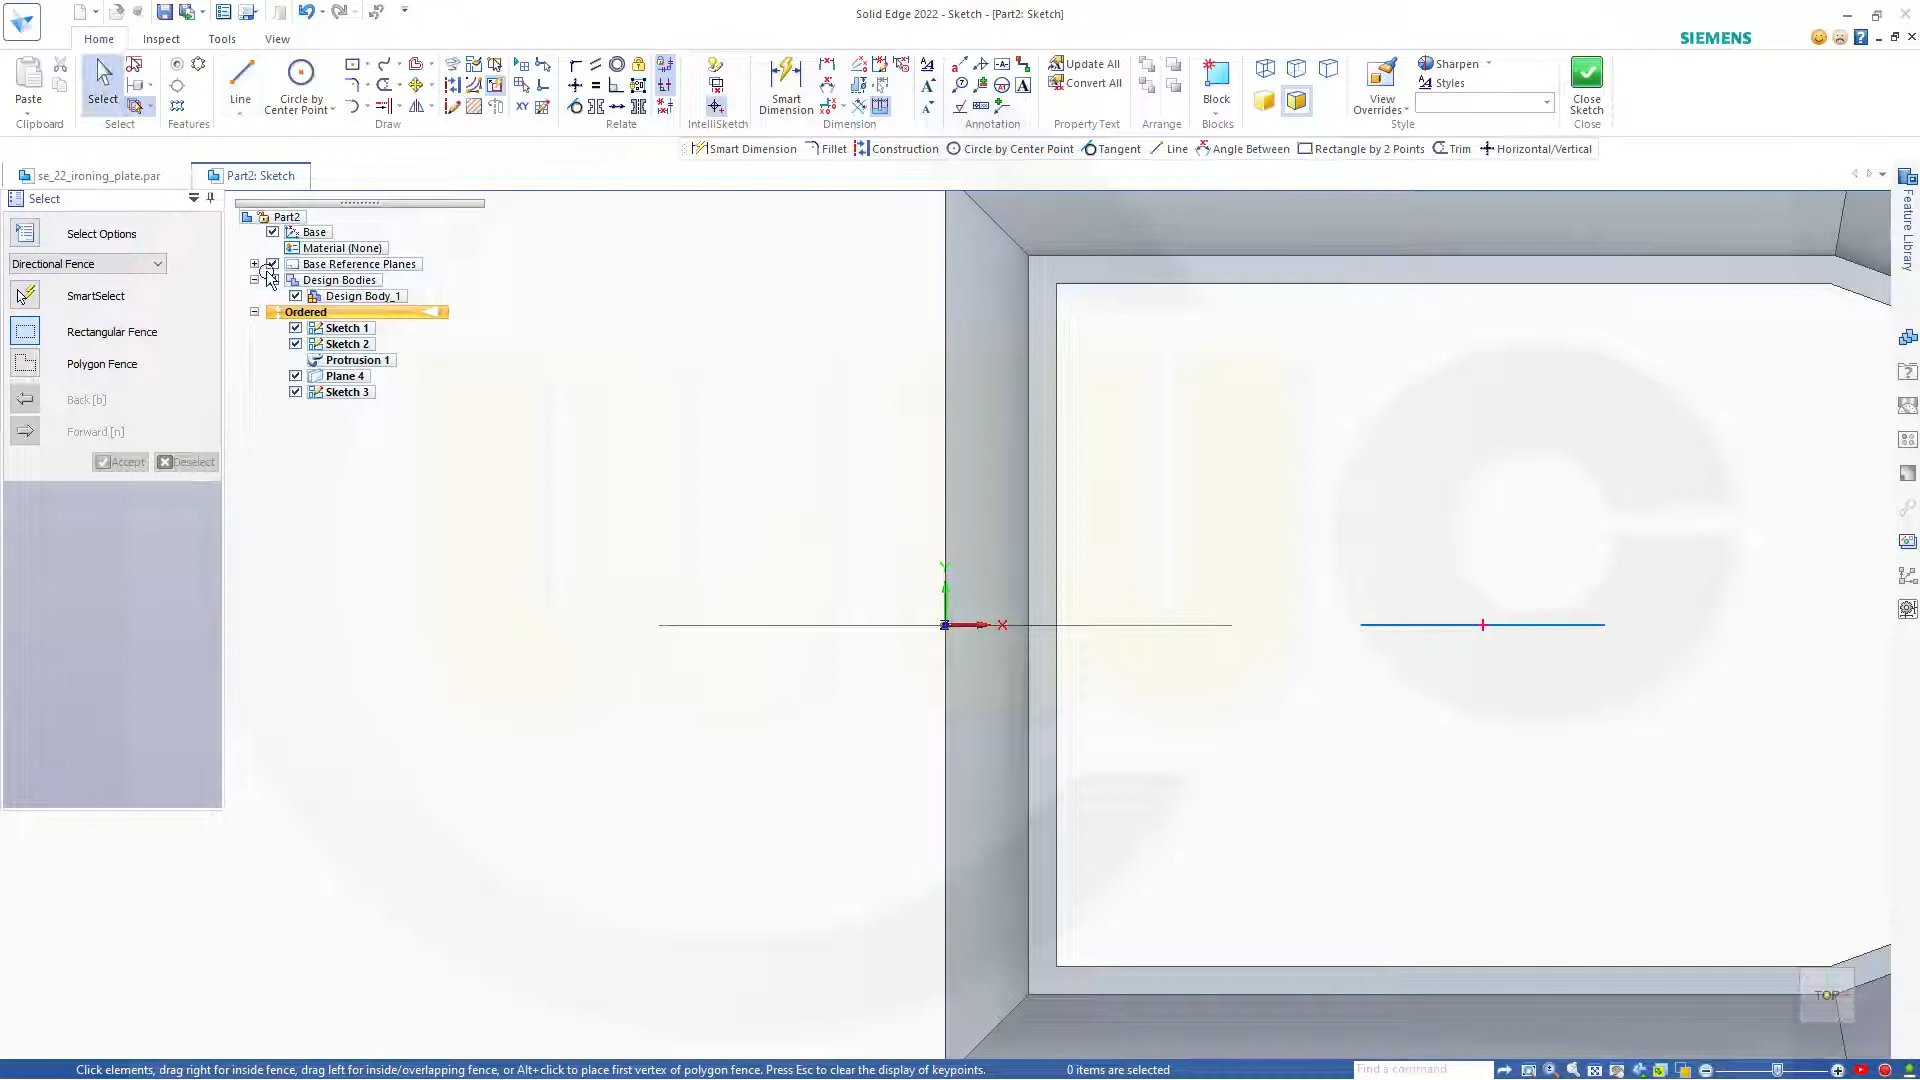 Solid Edge 2022 - Sketch - [Part2: Sketch]
Home
Inspect
Tools
View
SIEMENS
Paste
Clipboard
Select
Select
Features
Line
Circle by Center Point
Draw
Relate
IntelliSketch
Smart Dimension
Dimension
Annotation
Update All
Convert All
Property Text
Arrange
Block
Blocks
View Overrides
Sharpen
Styles
Style
Close Sketch
Close
Smart Dimension
Fillet
Construction
Circle by Center Point
Tangent
Line
Angle Between
Rectangle by 2 Points
Trim
Horizontal/Vertical
se_22_ironing_plate.par
Part2: Sketch
Select
Select Options
Directional Fence
SmartSelect
Rectangular Fence
Polygon Fence
Back [b]
Forward [n]
Accept
Deselect
Part2
Base
Material (None)
Base Reference Planes
Design Bodies
Design Body_1
Ordered
Sketch 1
Sketch 2
Protrusion 1
Plane 4
Sketch 3
Y
Z
X
TOP
Feature Library
Click elements, drag right for inside fence, drag left for inside/overlapping fence, or Alt+click to place first vertex of polygon fence. Press Esc to clear the display of keypoints.
0 items are selected
Find a command